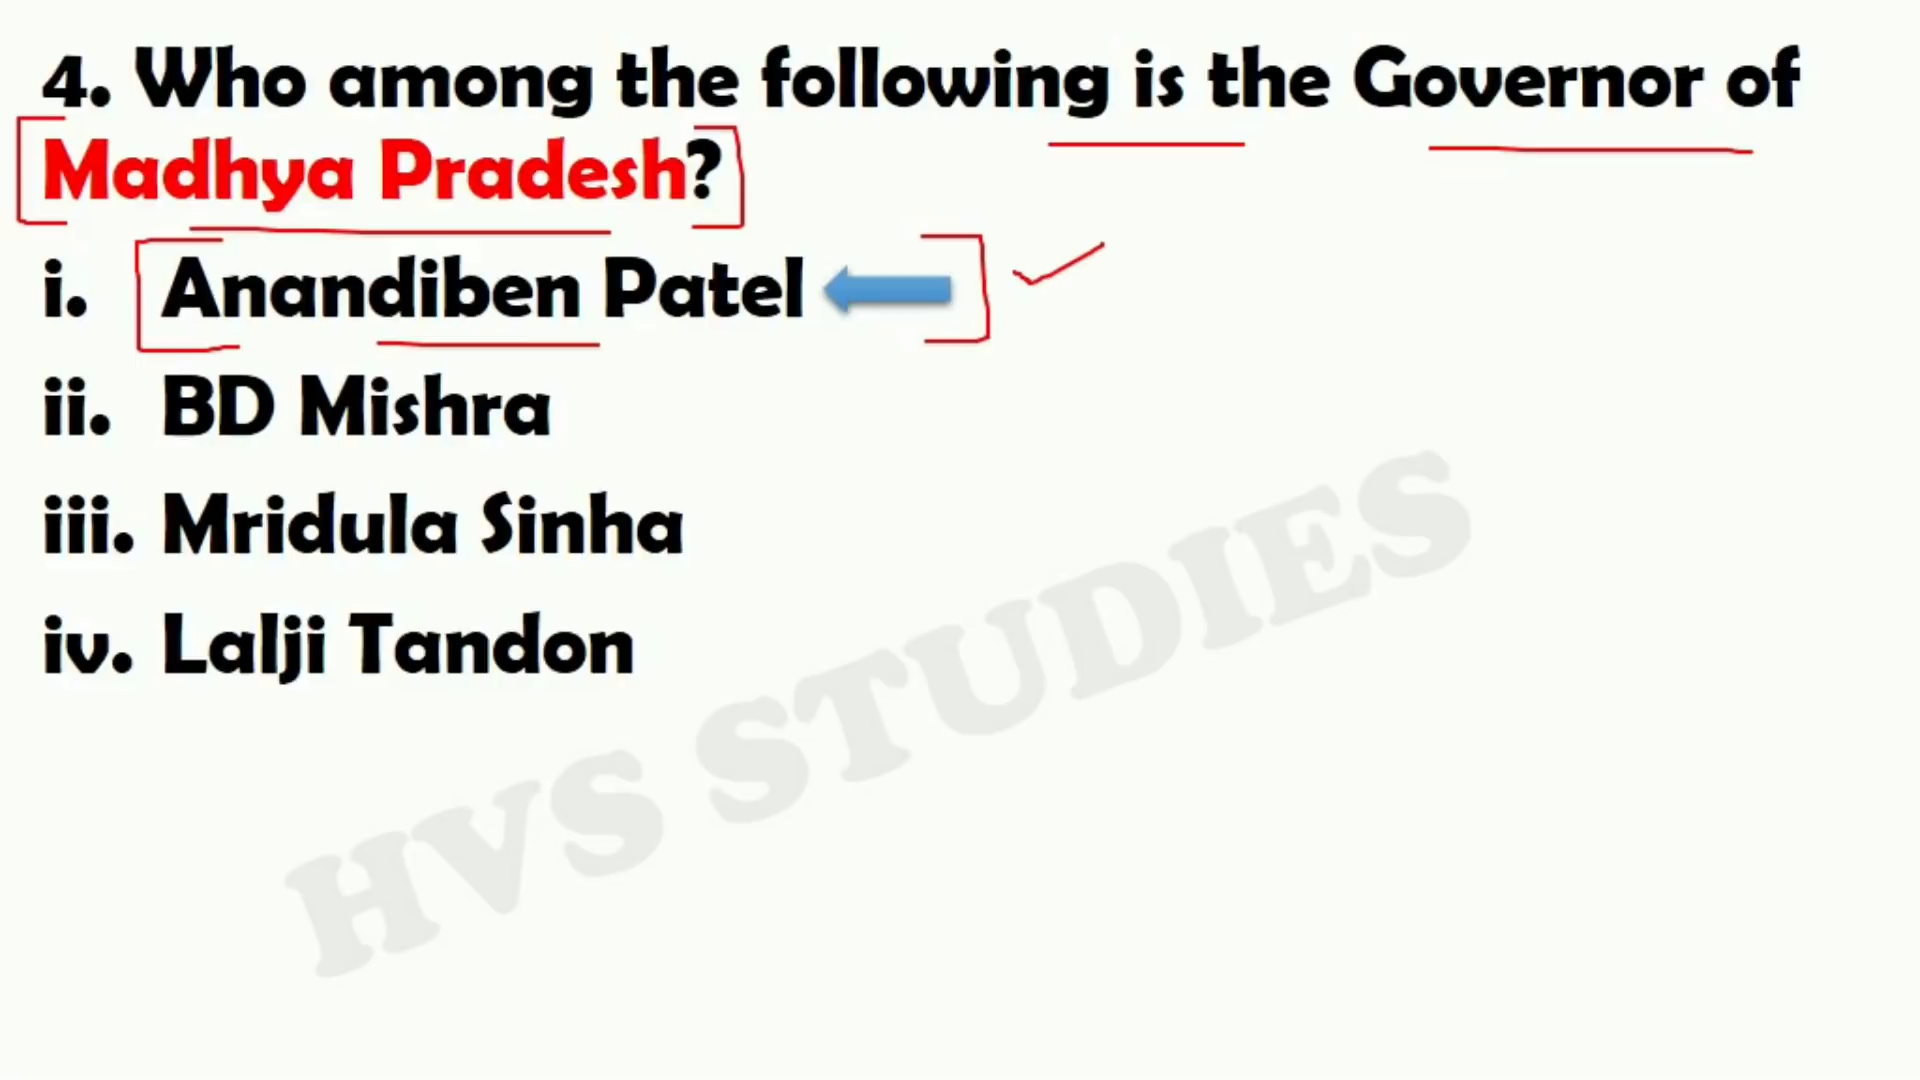 4. Who among the following is the Governor of
Madhya Pradesh?
i. Anandiben Patel
ii. BD Mishra
iii. Mridula Sinha
iv. Lalji Tandon
HVS STUDIES